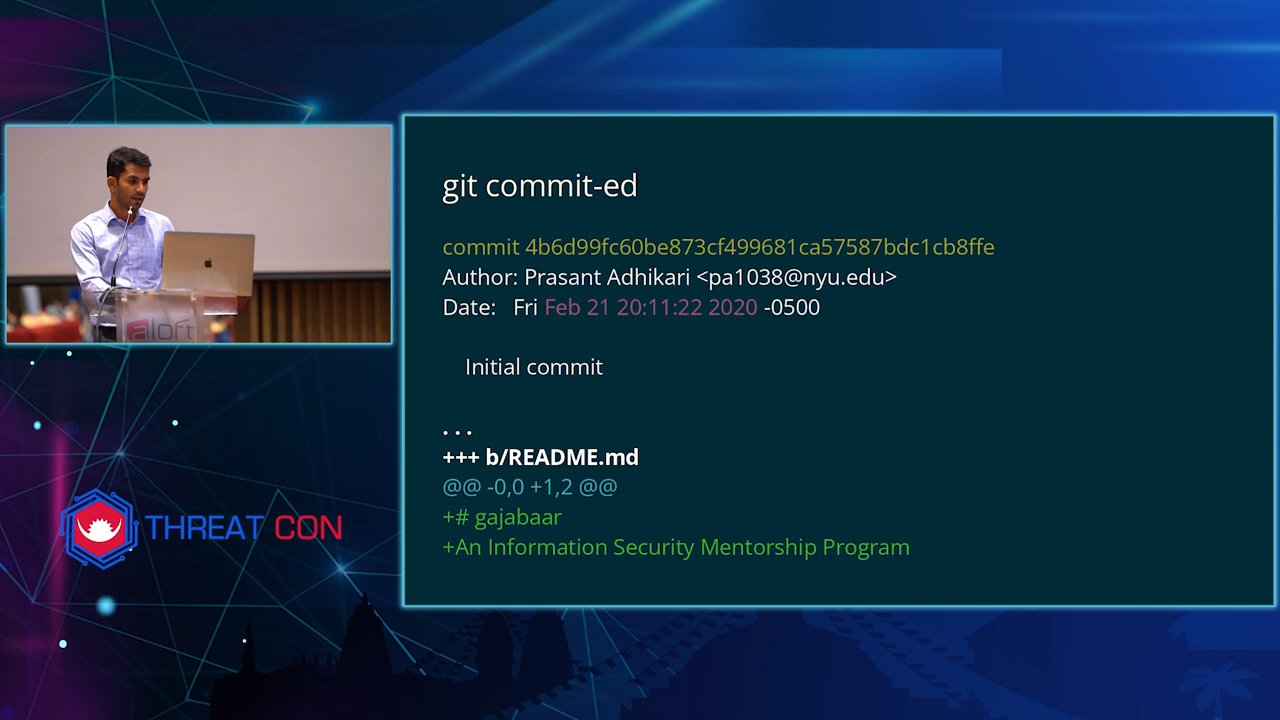 git commit-ed
commit 4b6d99fc60be873cf499681ca57587bdc1cb8ffe
Author: Prasant Adhikari <pa1038@nyu.edu>
Date: Fri Feb 21 20:11:22 2020 -0500
Initial commit
. . .
+++ b/README.md
@@ -0,0 +1,2 @@
+# gajabaar
+An Information Security Mentorship Program
aloft
THREAT CON